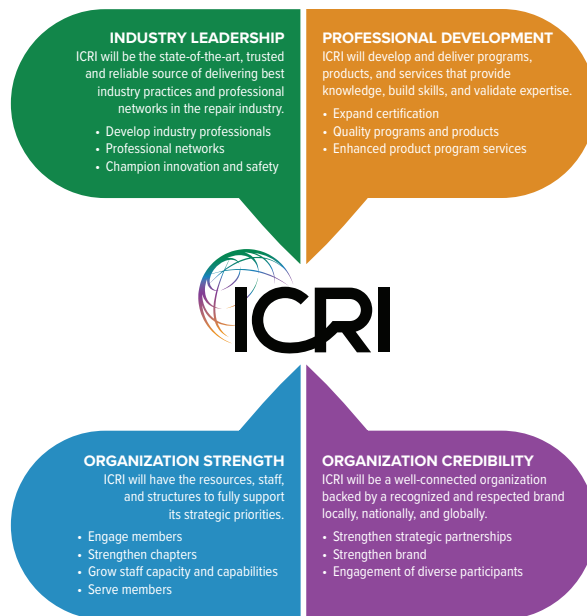 INDUSTRY LEADERSHIP
ICRI will be the state-of-the-art, trusted
and reliable source of delivering best
industry practices and professional
networks in the repair industry.
• Develop industry professionals
• Professional networks
• Champion innovation and safety
PROFESSIONAL DEVELOPMENT
ICRI will develop and deliver programs,
products, and services that provide
knowledge, build skills, and validate expertise.
• Expand certification
• Quality programs and products
• Enhanced product program services
ICRI
ORGANIZATION STRENGTH
ICRI will have the resources, staff,
and structures to fully support
its strategic priorities.
• Engage members
• Strengthen chapters
• Grow staff capacity and capabilities
• Serve members
ORGANIZATION CREDIBILITY
ICRI will be a well-connected organization
backed by a recognized and respected brand
locally, nationally, and globally.
• Strengthen strategic partnerships
• Strengthen brand
• Engagement of diverse participants